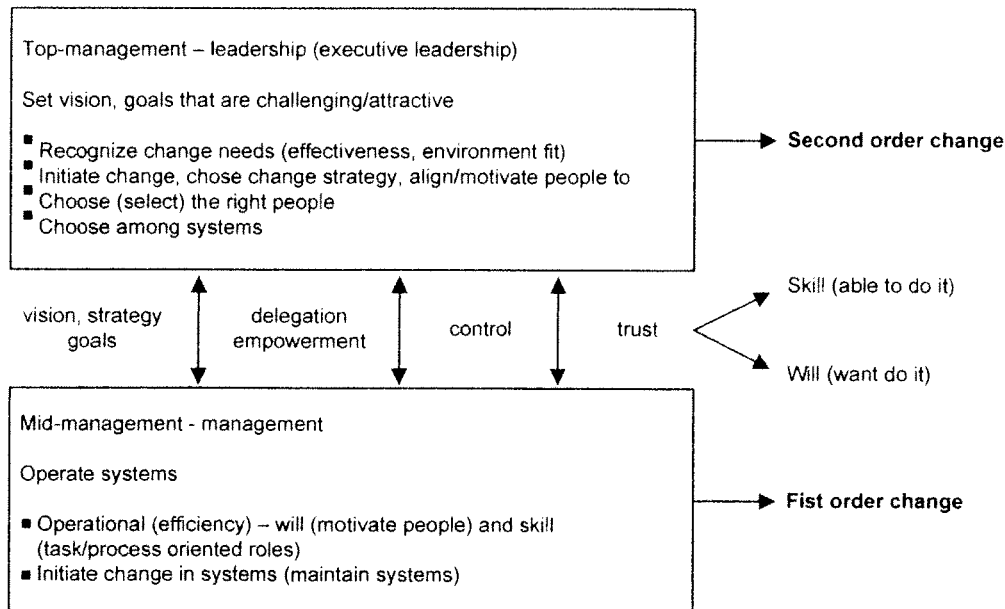 Top-management – leadership (executive leadership)
Set vision, goals that are challenging/attractive
▪ Recognize change needs (effectiveness, environment fit)
▪ Initiate change, chose change strategy, align/motivate people to
▪ Choose (select) the right people
▪ Choose among systems
Second order change
vision, strategy
goals
delegation
empowerment
control
trust
Skill (able to do it)
Will (want do it)
Mid-management - management
Operate systems
▪ Operational (efficiency) – will (motivate people) and skill
(task/process oriented roles)
▪ Initiate change in systems (maintain systems)
Fist order change